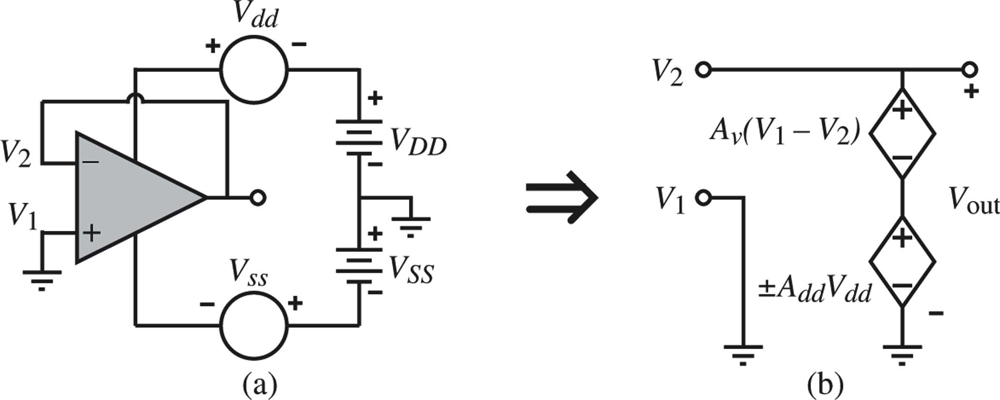 V_dd
+ −
V_2
−
V_1
+
+
V_DD
−
+
V_SS
−
V_ss
− +
(a)
V_2
+
A_v(V_1 − V_2)
+
−
V_1
V_out
+
±A_dd V_dd
−
−
(b)